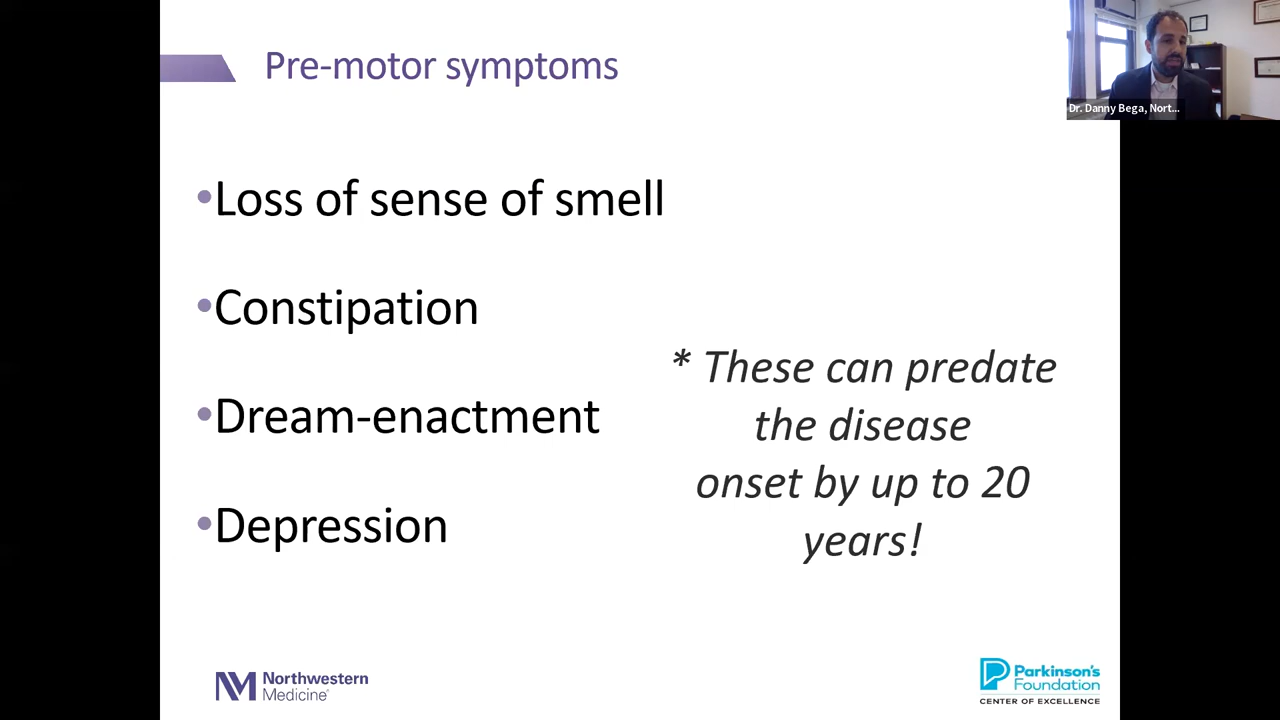 Pre-motor symptoms
Dr. Danny Bega, Nort...
•Loss of sense of smell
•Constipation
•Dream-enactment
•Depression
* These can predate
the disease
onset by up to 20
years!
Northwestern
Medicine®
Parkinson's
Foundation
CENTER OF EXCELLENCE